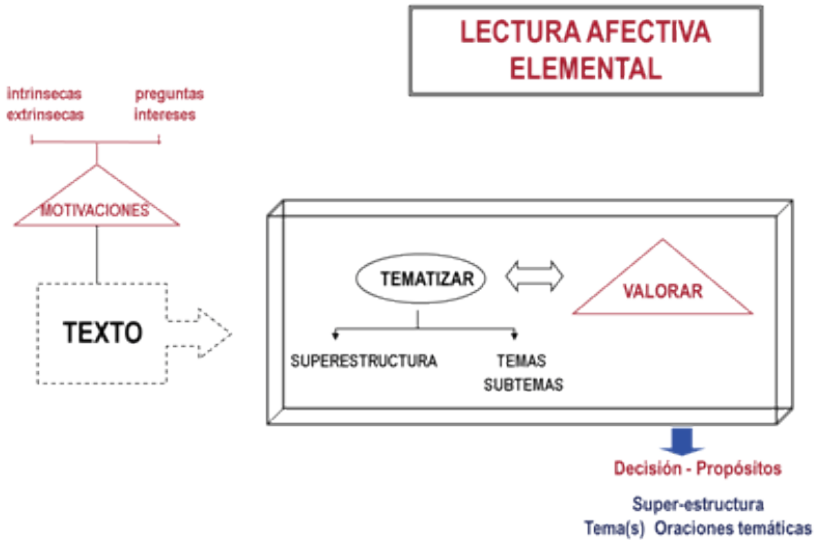 LECTURA AFECTIVA
ELEMENTAL
intrinsecas preguntas
extrinsecas intereses
MOTIVACIONES
TEXTO
TEMATIZAR
VALORAR
SUPERESTRUCTURA
TEMAS
SUBTEMAS
Decisión - Propósitos
Super-estructura
Tema(s) Oraciones temáticas